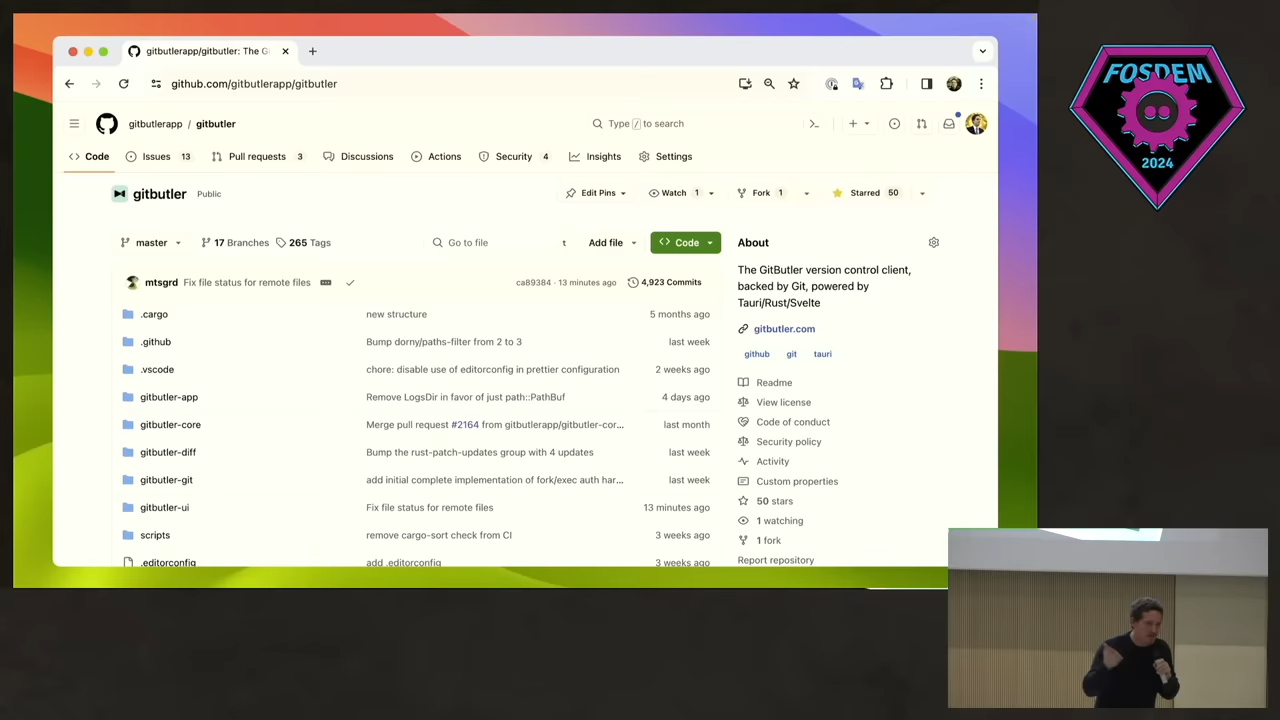 gitbutlerapp/gitbutler: The G
github.com/gitbutlerapp/gitbutler
gitbutlerapp / gitbutler
Type / to search
Code
Issues 13
Pull requests 3
Discussions
Actions
Security 4
Insights
Settings
gitbutler
Public
Edit Pins
Watch 1
Fork 1
Starred 50
master
17 Branches
265 Tags
Go to file
t
Add file
Code
mtsgrd Fix file status for remote files
ca89384 · 13 minutes ago
4,923 Commits
.cargo new structure 5 months ago
.github Bump dorny/paths-filter from 2 to 3 last week
.vscode chore: disable use of editorconfig in prettier configuration 2 weeks ago
gitbutler-app Remove LogsDir in favor of just path::PathBuf 4 days ago
gitbutler-core Merge pull request #2164 from gitbutlerapp/gitbutler-cor... last month
gitbutler-diff Bump the rust-patch-updates group with 4 updates last week
gitbutler-git add initial complete implementation of fork/exec auth har... last week
gitbutler-ui Fix file status for remote files 13 minutes ago
scripts remove cargo-sort check from CI 3 weeks ago
.editorconfig add .editorconfig 3 weeks ago
About
The GitButler version control client,
backed by Git, powered by
Tauri/Rust/Svelte
gitbutler.com
github git tauri
Readme
View license
Code of conduct
Security policy
Activity
Custom properties
50 stars
1 watching
1 fork
Report repository
FOSDEM
2024